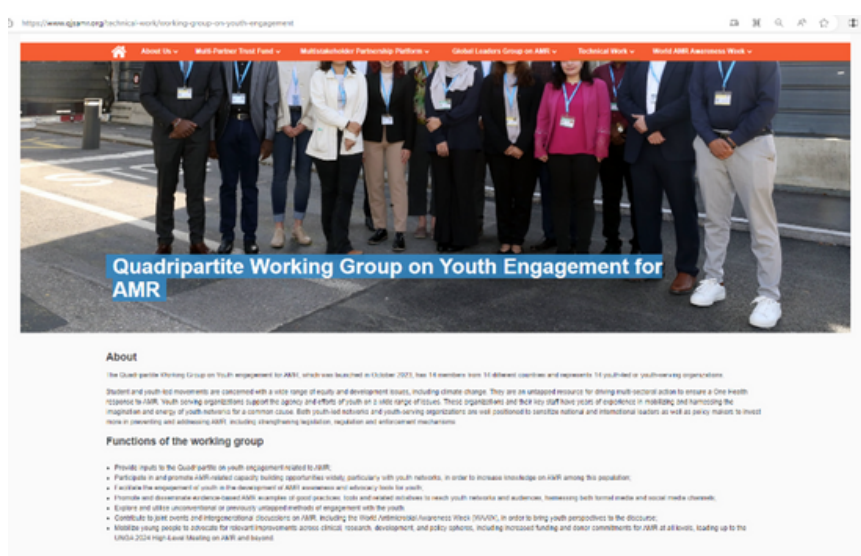 https://www.qjsamr.org/technical-work/working-group-on-youth-engagement
About Us Multi-Partner Trust Fund Multistakeholder Partnership Platform Global Leaders Group on AMR Technical Work World AMR Awareness Week
Quadripartite Working Group on Youth Engagement for
AMR
About
The Quadripartite Working Group on Youth engagement for AMR, which was launched in October 2023, has 14 members from 14 different countries and represents 14 youth-led or youth-serving organizations.
Student and youth-led movements are concerned with a wide range of equity and development issues, including climate change. They are an untapped resource for driving multi-sectoral action to ensure a One Health
response to AMR. Youth serving organizations support the agency and efforts of youth on a wide range of issues. These organizations and their key staff have years of experience in mobilizing and harnessing the
imagination and energy of youth networks for a common cause. Both youth-led networks and youth-serving organizations are well positioned to sensitize national and international leaders as well as policy makers to invest
more in preventing and addressing AMR, including strengthening legislation, regulation and enforcement mechanisms.
Functions of the working group
• Provide inputs to the Quadripartite on youth engagement related to AMR;
• Participate in and promote AMR-related capacity building opportunities widely, particularly with youth networks, in order to increase knowledge on AMR among this population;
• Facilitate the engagement of youth in the development of AMR awareness and advocacy tools for youth;
• Promote and disseminate evidence-based AMR examples of good practices, tools and related initiatives to reach youth networks and audiences, harnessing both formal media and social media channels;
• Explore and utilize unconventional or previously untapped methods of engagement with the youth
• Contribute to joint events and intergenerational discussions on AMR, including the World Antimicrobial Awareness Week (WAAW), in order to bring youth perspectives to the discourse;
• Mobilize young people to advocate for relevant improvements across clinical, research, development, and policy spheres, including increased funding and donor commitments for AMR at all levels, leading up to the
UNGA 2024 High-Level Meeting on AMR and beyond.